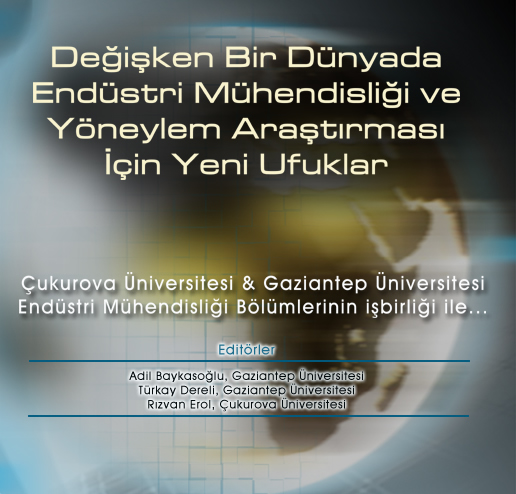 Değişken Bir Dünyada
Endüstri Mühendisliği ve
Yöneylem Araştırması
İçin Yeni Ufuklar
Çukurova Üniversitesi & Gaziantep Üniversitesi
Endüstri Mühendisliği Bölümlerinin işbirliği ile...
Editörler
Adil Baykasoğlu, Gaziantep Üniversitesi
Türkay Dereli, Gaziantep Üniversitesi
Rızvan Erol, Çukurova Üniversitesi